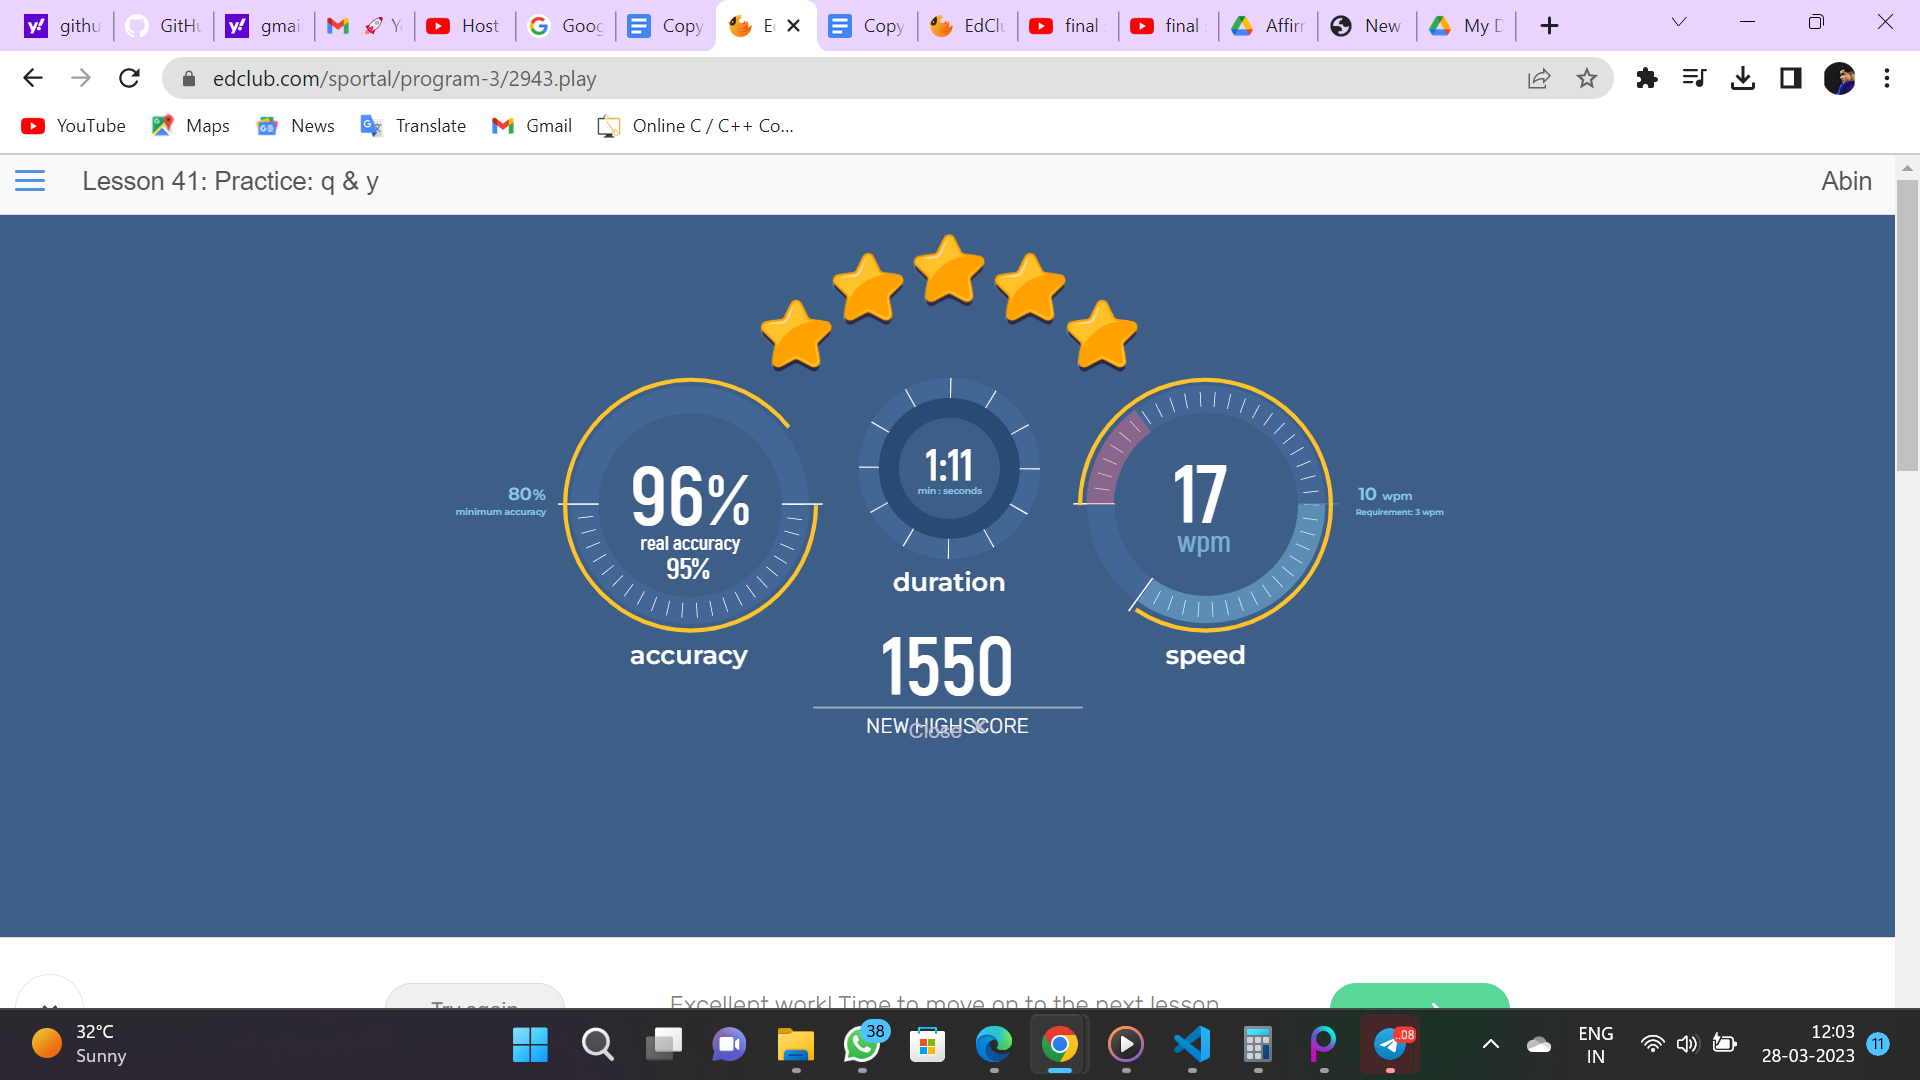 githu
GitHu
gmai
Y
Host
Goog
Copy
E
Copy
EdClu
final
final
Affirr
New
My D
edclub.com/sportal/program-3/2943.play
YouTube
Maps
News
Translate
Gmail
Online C / C++ Co...
Lesson 41: Practice: q & y
Abin
96%
real accuracy
95%
80%
minimum accuracy
accuracy
1:11
min : seconds
duration
17
wpm
10 wpm
Requirement: 3 wpm
speed
1550
NEW HIGHSCORE
Close ×
Try again
Excellent work! Time to move on to the next lesson
32°C
Sunny
38
..08
ENG
IN
12:03
28-03-2023
11